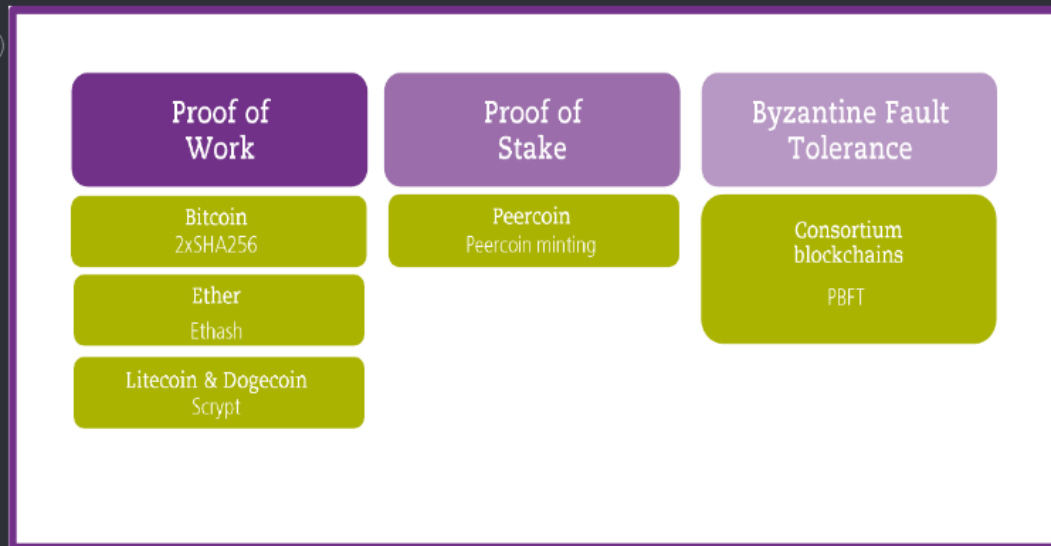 Proof of
Work
Bitcoin
2xSHA256
Ether
Ethash
Litecoin & Dogecoin
Scrypt
Proof of
Stake
Peercoin
Peercoin minting
Byzantine Fault
Tolerance
Consortium
blockchains
PBFT